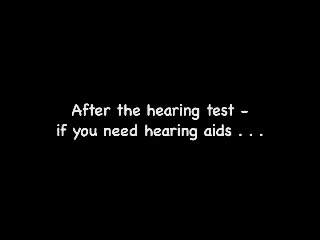 After the hearing test -
if you need hearing aids . . .